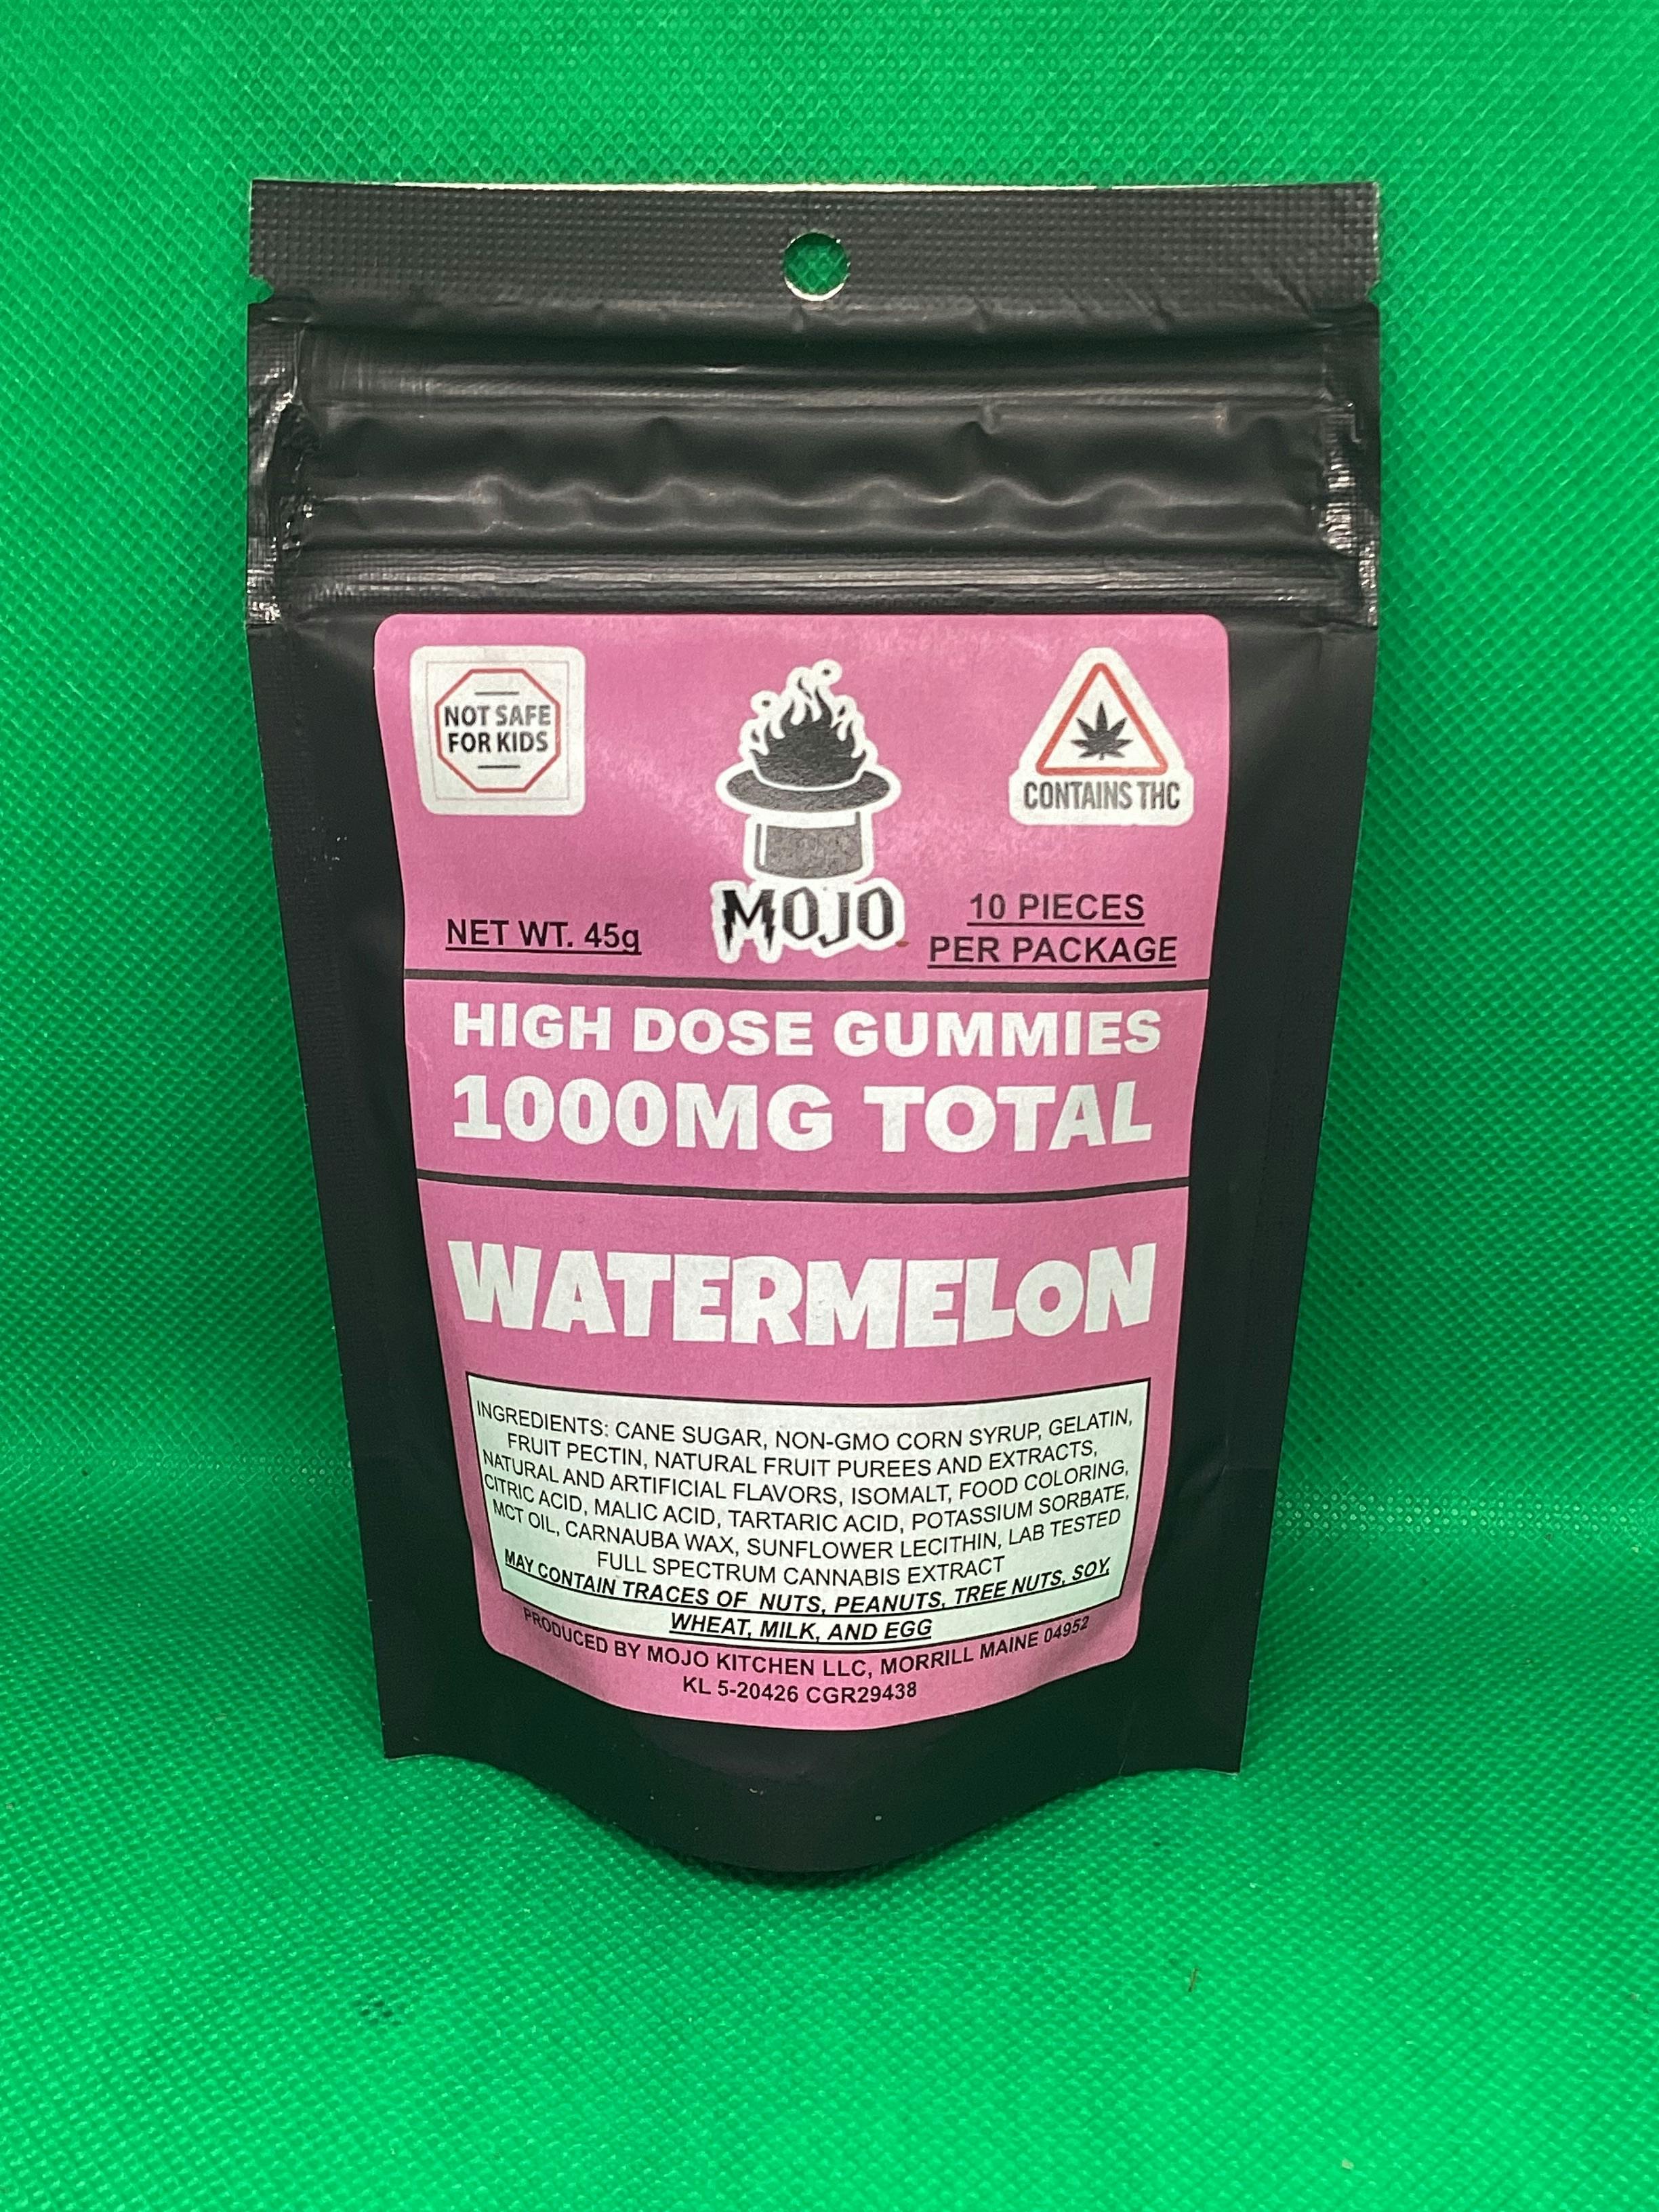 NOT SAFE
FOR KIDS
CONTAINS THC
MOJO
NET WT. 45g
10 PIECES
PER PACKAGE
HIGH DOSE GUMMIES
1000MG TOTAL
WATERMELON
INGREDIENTS: CANE SUGAR, NON-GMO CORN SYRUP, GELATIN,
FRUIT PECTIN, NATURAL FRUIT PUREES AND EXTRACTS,
NATURAL AND ARTIFICIAL FLAVORS, ISOMALT, FOOD COLORING,
CITRIC ACID, MALIC ACID, TARTARIC ACID, POTASSIUM SORBATE,
MCT OIL, CARNAUBA WAX, SUNFLOWER LECITHIN, LAB TESTED
FULL SPECTRUM CANNABIS EXTRACT
MAY CONTAIN TRACES OF NUTS, PEANUTS, TREE NUTS, SOY,
WHEAT, MILK, AND EGG
PRODUCED BY MOJO KITCHEN LLC, MORRILL MAINE 04952
KL 5-20426 CGR29438